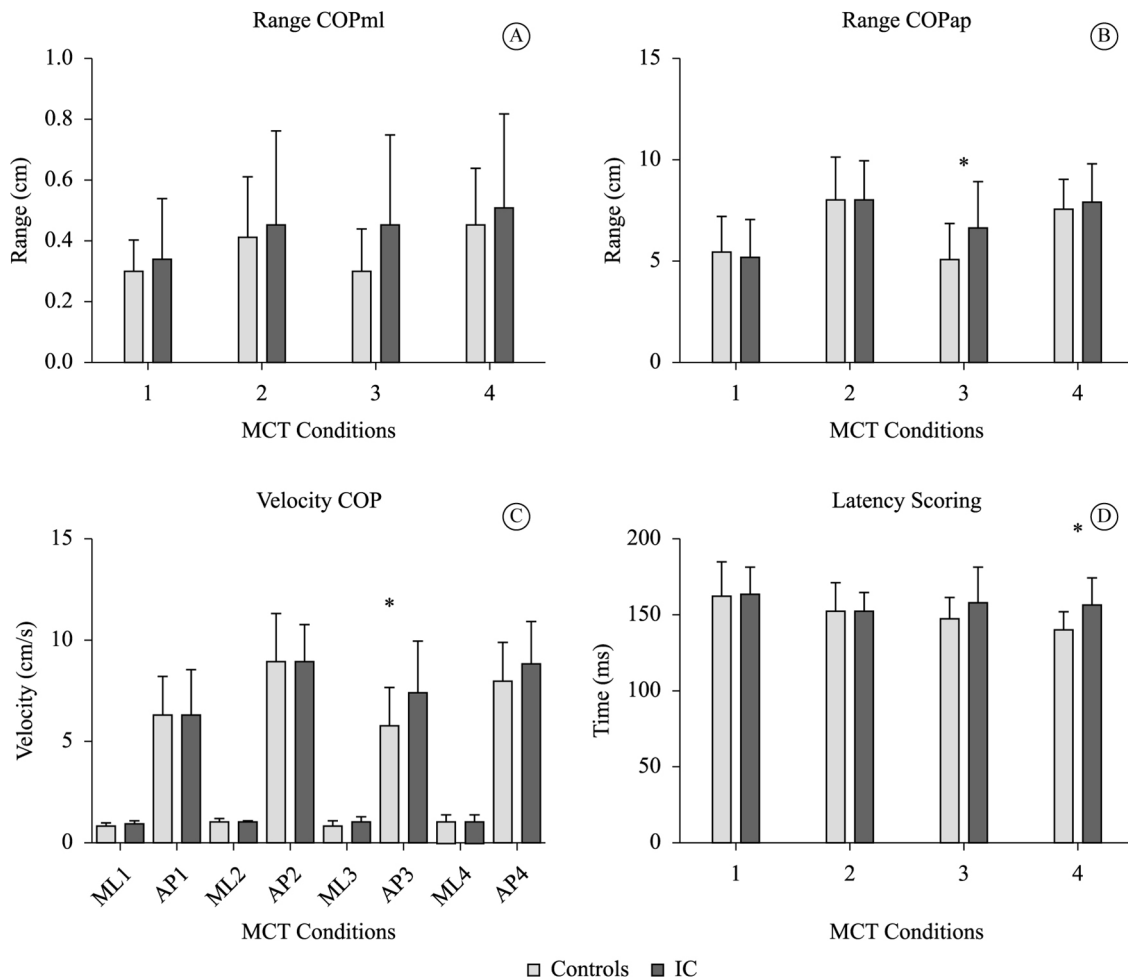 Range COPml
A
1.0
0.8
0.6
0.4
0.2
0.0
Range (cm)
1 2 3 4
MCT Conditions
Range COPap
B
15
10
5
0
Range (cm)
*
1 2 3 4
MCT Conditions
Velocity COP
C
15
10
5
0
Velocity (cm/s)
*
ML1 AP1 ML2 AP2 ML3 AP3 ML4 AP4
MCT Conditions
Latency Scoring
D
200
150
100
50
0
Time (ms)
*
1 2 3 4
MCT Conditions
Controls IC